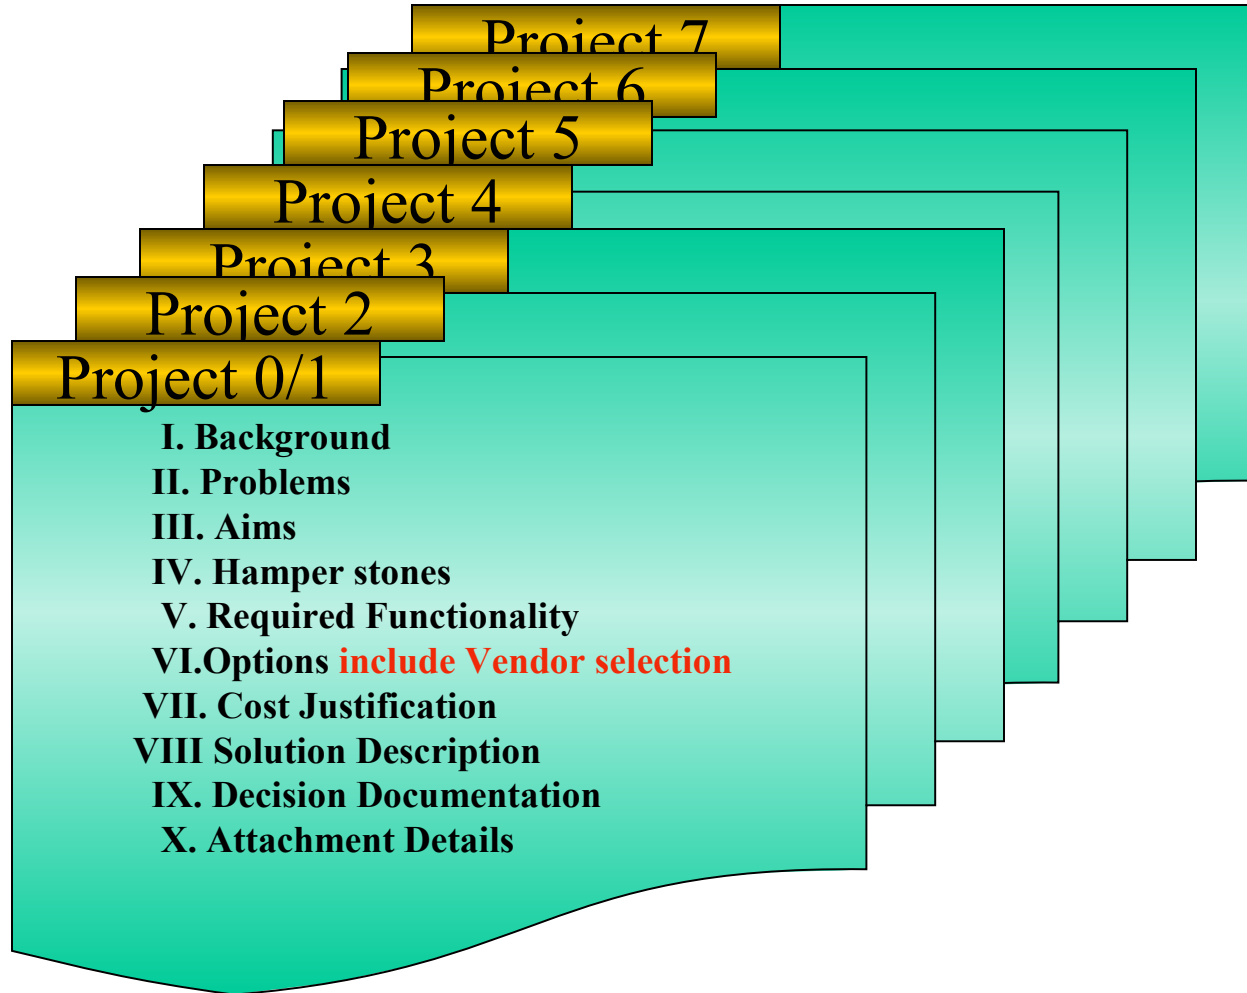 Project 7
Project 6
Project 5
Project 4
Project 3
Project 2
Project 0/1
I. Background
II. Problems
III. Aims
IV. Hamper stones
V. Required Functionality
VI.Options include Vendor selection
VII. Cost Justification
VIII Solution Description
IX. Decision Documentation
X. Attachment Details